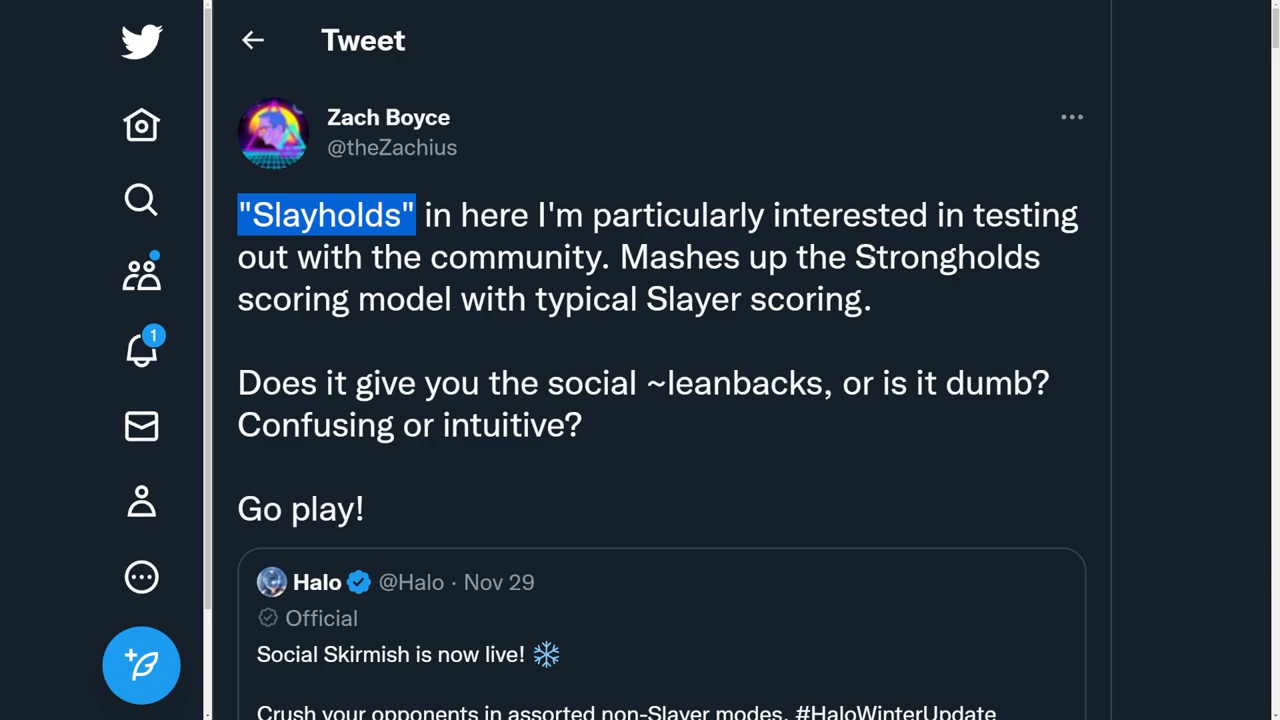 Tweet
Zach Boyce
@theZachius
"Slayholds" in here I'm particularly interested in testing
out with the community. Mashes up the Strongholds
scoring model with typical Slayer scoring.
Does it give you the social ~leanbacks, or is it dumb?
Confusing or intuitive?
Go play!
1
Halo @Halo · Nov 29
Official
Social Skirmish is now live! ❄️
Crush your opponents in assorted non-Slayer modes. #HaloWinterUpdate